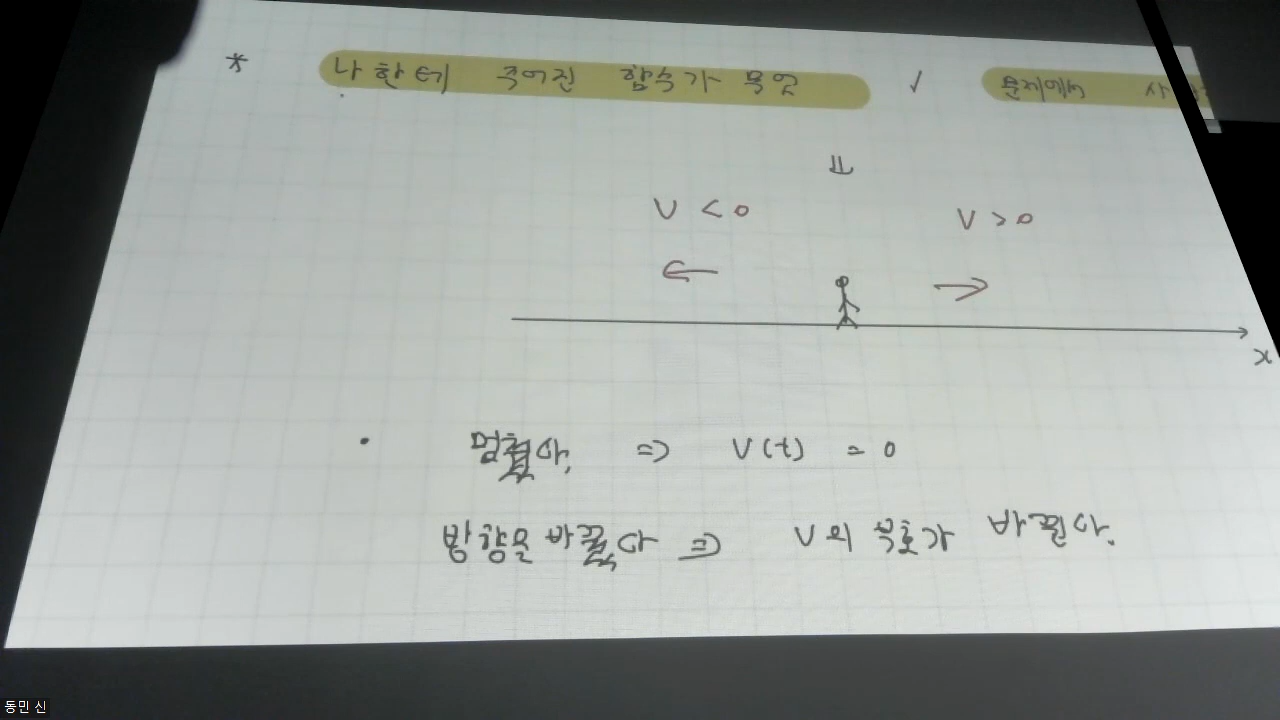 * 나한테 주어진 함수가 무엇 ✓ 문제에서
⇓
V < 0 V > 0
← →
x
• 멈췄다. ⇒ V(t) = 0
방향을 바꿨다 ⇒ V의 부호가 바뀐다.
동민 신